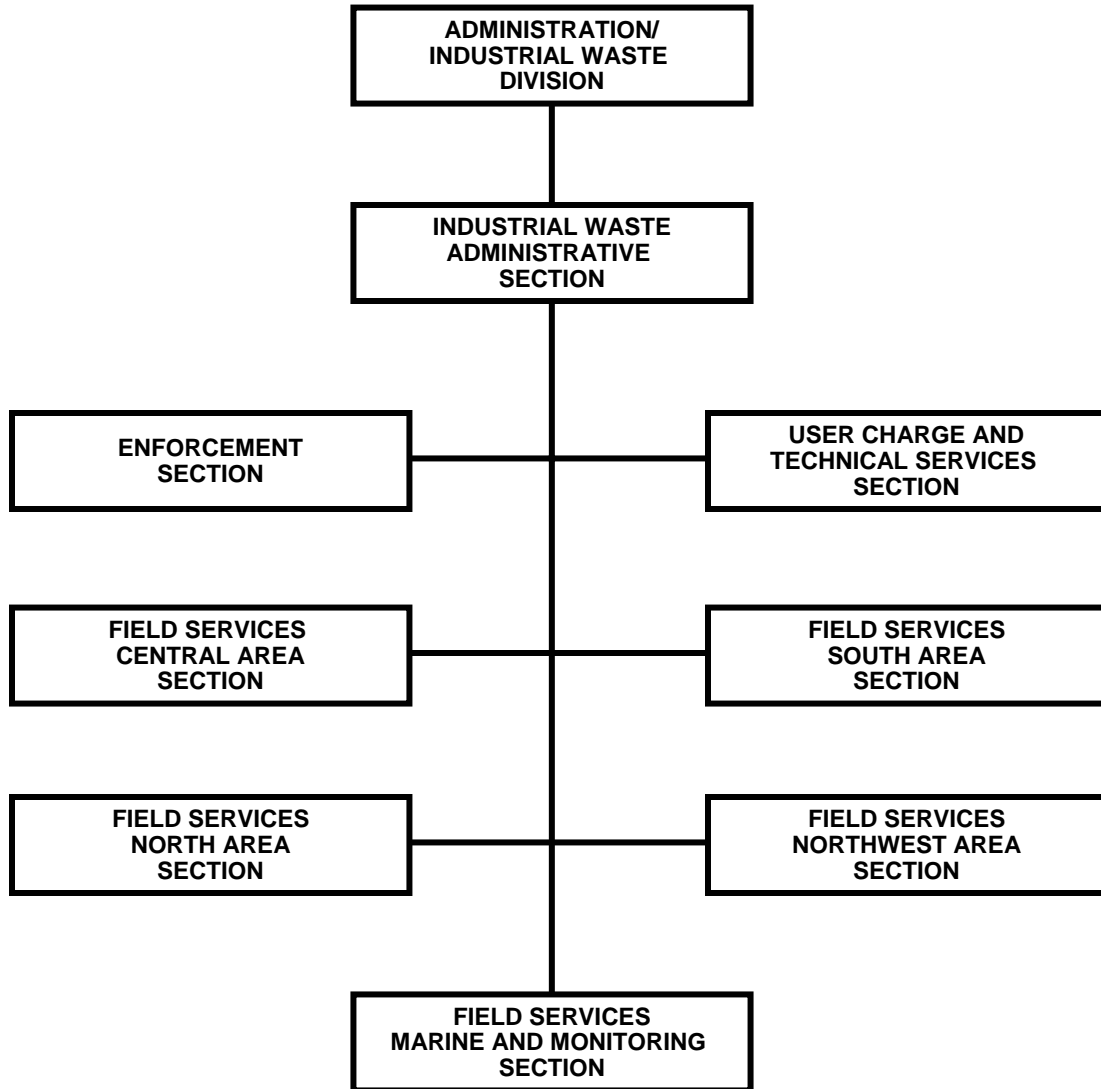 ADMINISTRATION/
INDUSTRIAL WASTE
DIVISION
INDUSTRIAL WASTE
ADMINISTRATIVE
SECTION
ENFORCEMENT
SECTION
USER CHARGE AND
TECHNICAL SERVICES
SECTION
FIELD SERVICES
CENTRAL AREA
SECTION
FIELD SERVICES
SOUTH AREA
SECTION
FIELD SERVICES
NORTH AREA
SECTION
FIELD SERVICES
NORTHWEST AREA
SECTION
FIELD SERVICES
MARINE AND MONITORING
SECTION